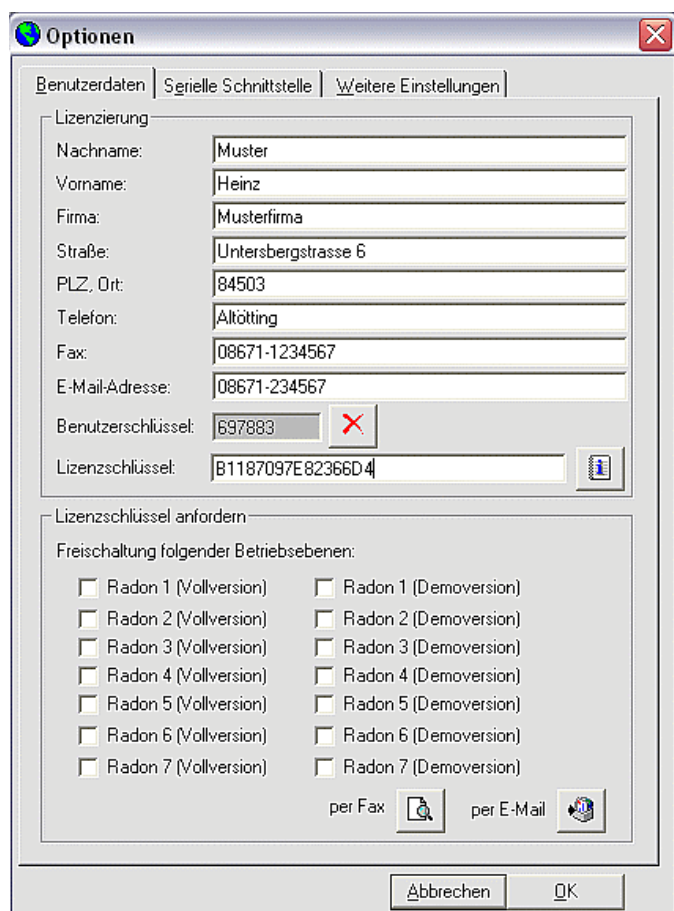 Optionen
Benutzerdaten Serielle Schnittstelle Weitere Einstellungen
Lizenzierung
Nachname: Muster
Vorname: Heinz
Firma: Musterfirma
Straße: Untersbergstrasse 6
PLZ, Ort: 84503
Telefon: Altötting
Fax: 08671-1234567
E-Mail-Adresse: 08671-234567
Benutzerschlüssel: 697883
Lizenzschlüssel: B1187097E82366D4
Lizenzschlüssel anfordern
Freischaltung folgender Betriebsebenen:
Radon 1 (Vollversion) Radon 1 (Demoversion)
Radon 2 (Vollversion) Radon 2 (Demoversion)
Radon 3 (Vollversion) Radon 3 (Demoversion)
Radon 4 (Vollversion) Radon 4 (Demoversion)
Radon 5 (Vollversion) Radon 5 (Demoversion)
Radon 6 (Vollversion) Radon 6 (Demoversion)
Radon 7 (Vollversion) Radon 7 (Demoversion)
per Fax per E-Mail
Abbrechen OK